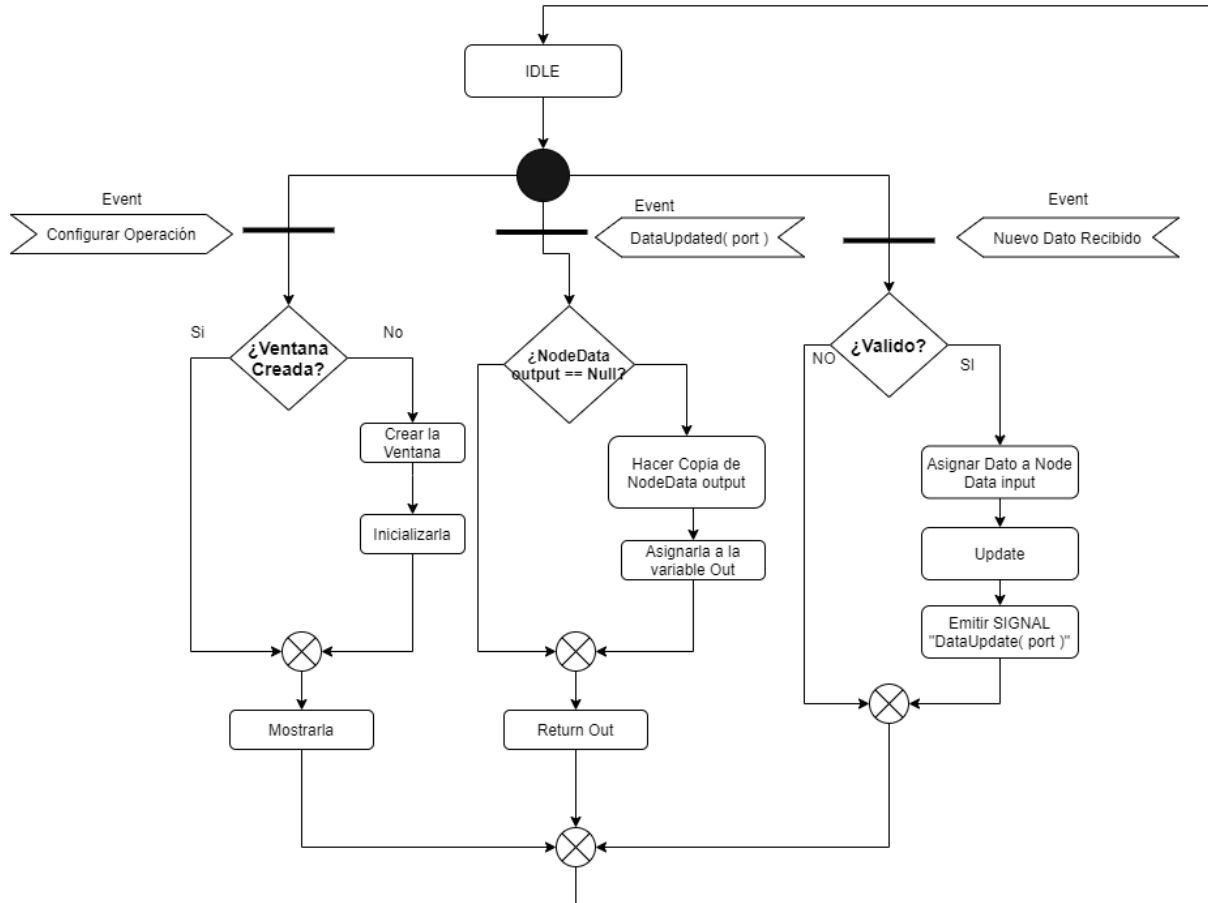 IDLE
Event
Configurar Operación
Event
DataUpdated( port )
Event
Nuevo Dato Recibido
Si
¿Ventana
Creada?
No
¿NodeData
output == Null?
NO
¿Valido?
SI
Crear la
Ventana
Inicializarla
Hacer Copia de
NodeData output
Asignarla a la
variable Out
Asignar Dato a Node
Data input
Update
Emitir SIGNAL
"DataUpdate( port )"
Mostrarla
Return Out